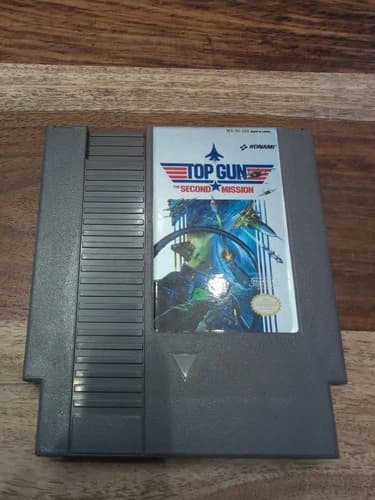 KONAMI
TOP GUN
THE SECOND MISSION